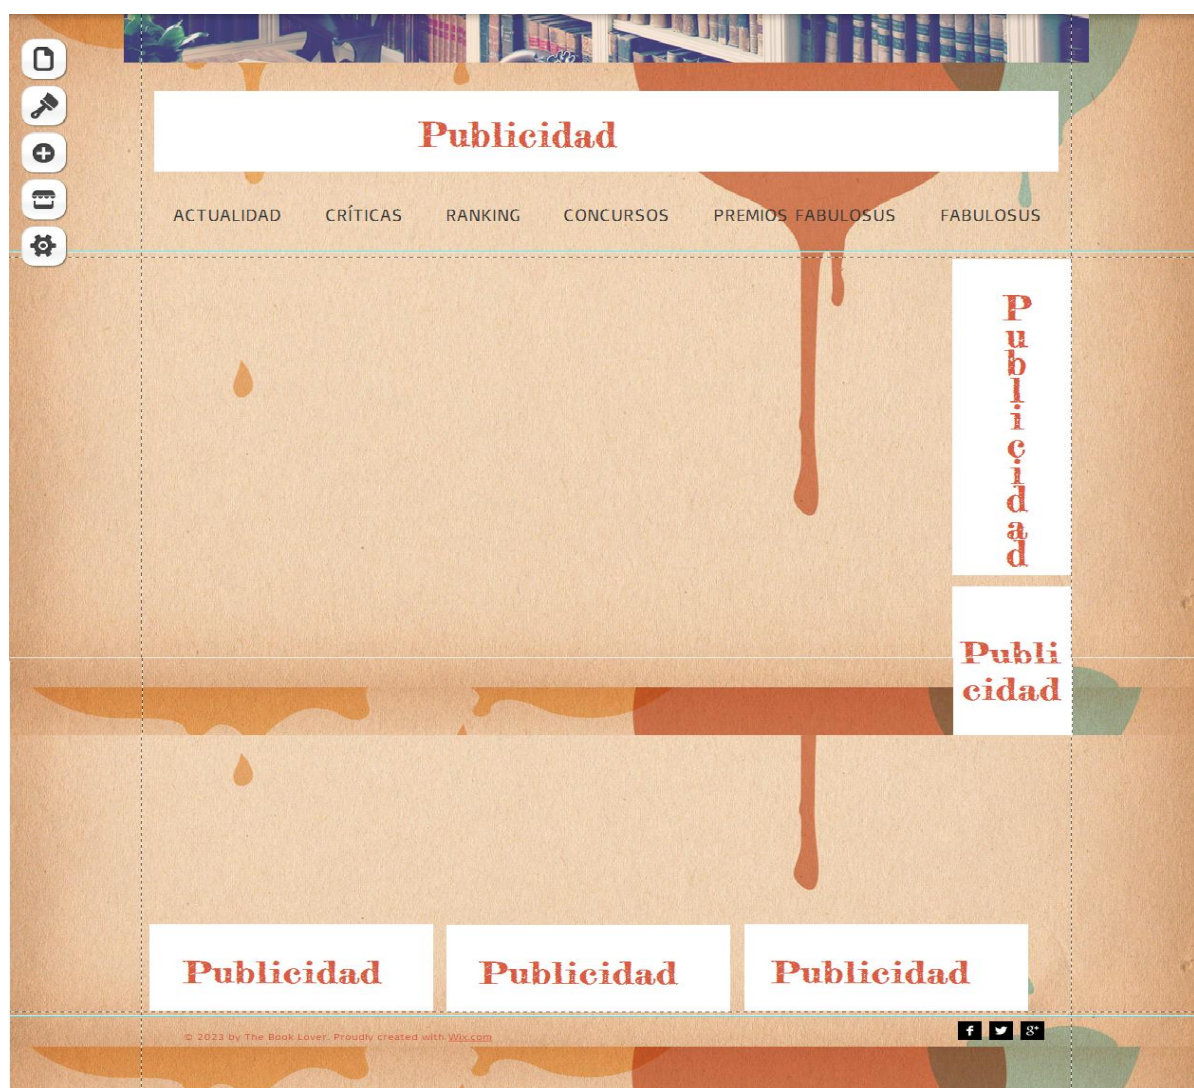 Publicidad
ACTUALIDAD CRÍTICAS RANKING CONCURSOS PREMIOS FABULOSUS FABULOSUS
Publicidad
Publi
cidad
Publicidad Publicidad Publicidad
© 2023 by The Book Lover. Proudly created with Wix.com